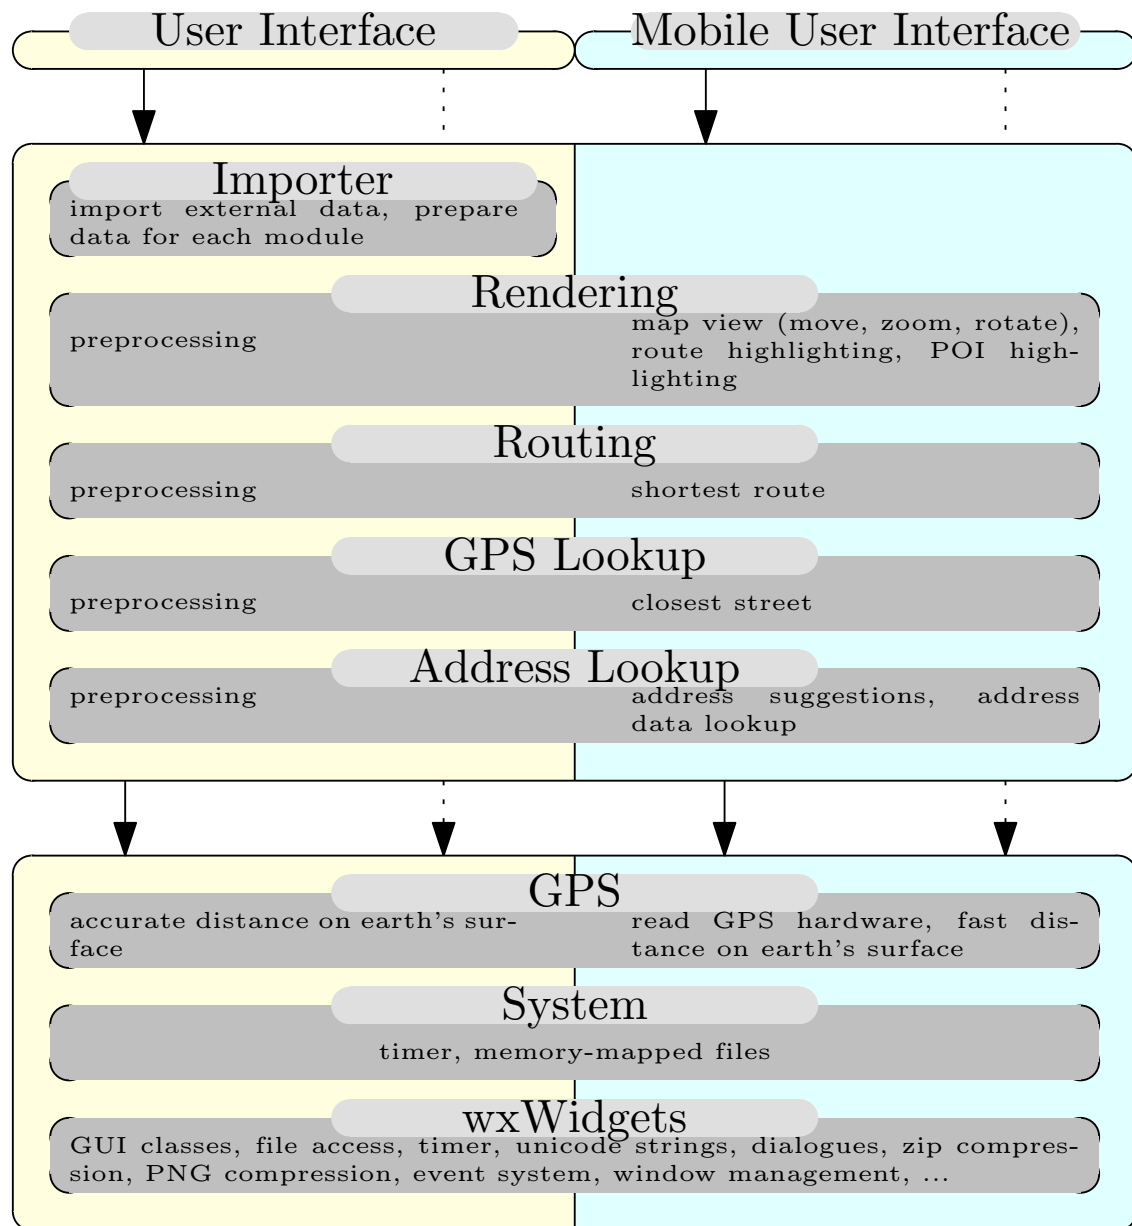 User Interface
Mobile User Interface
Importer
import external data, prepare
data for each module
Rendering
preprocessing
map view (move, zoom, rotate),
route highlighting, POI high-
lighting
Routing
preprocessing
shortest route
GPS Lookup
preprocessing
closest street
Address Lookup
preprocessing
address suggestions, address
data lookup
GPS
accurate distance on earth's sur-
face
read GPS hardware, fast dis-
tance on earth's surface
System
timer, memory-mapped files
wxWidgets
GUI classes, file access, timer, unicode strings, dialogues, zip compres-
sion, PNG compression, event system, window management, ...